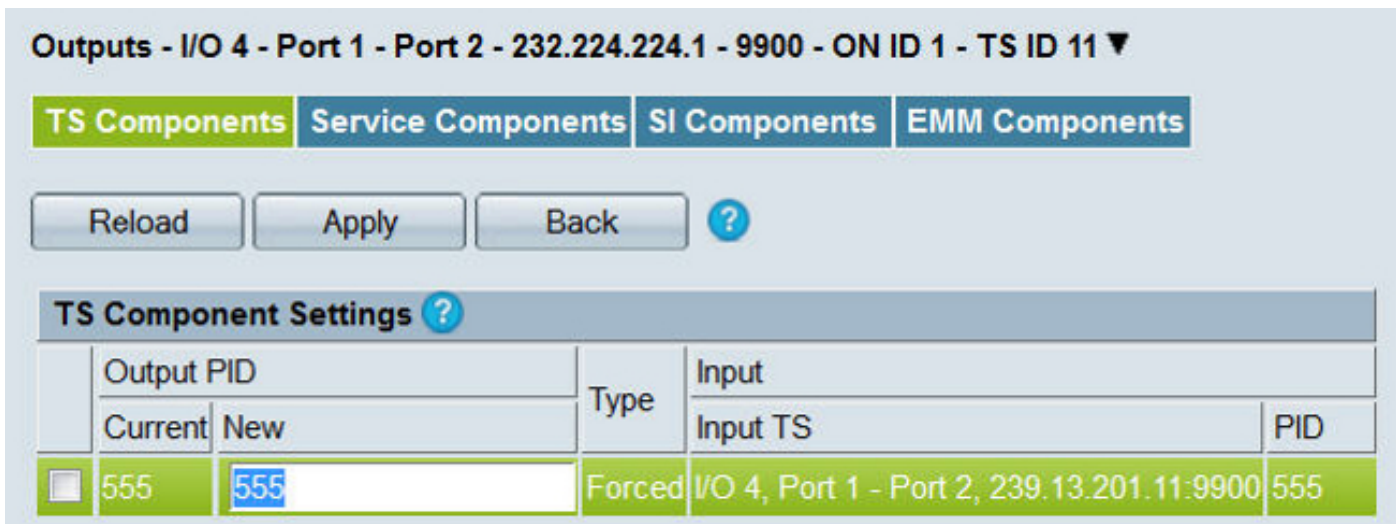 Outputs - I/O 4 - Port 1 - Port 2 - 232.224.224.1 - 9900 - ON ID 1 - TS ID 11 ▼
TS Components Service Components SI Components EMM Components
Reload Apply Back ?
TS Component Settings ?
Output PID Type Input
Current New Input TS PID
555 555 Forced I/O 4, Port 1 - Port 2, 239.13.201.11:9900 555